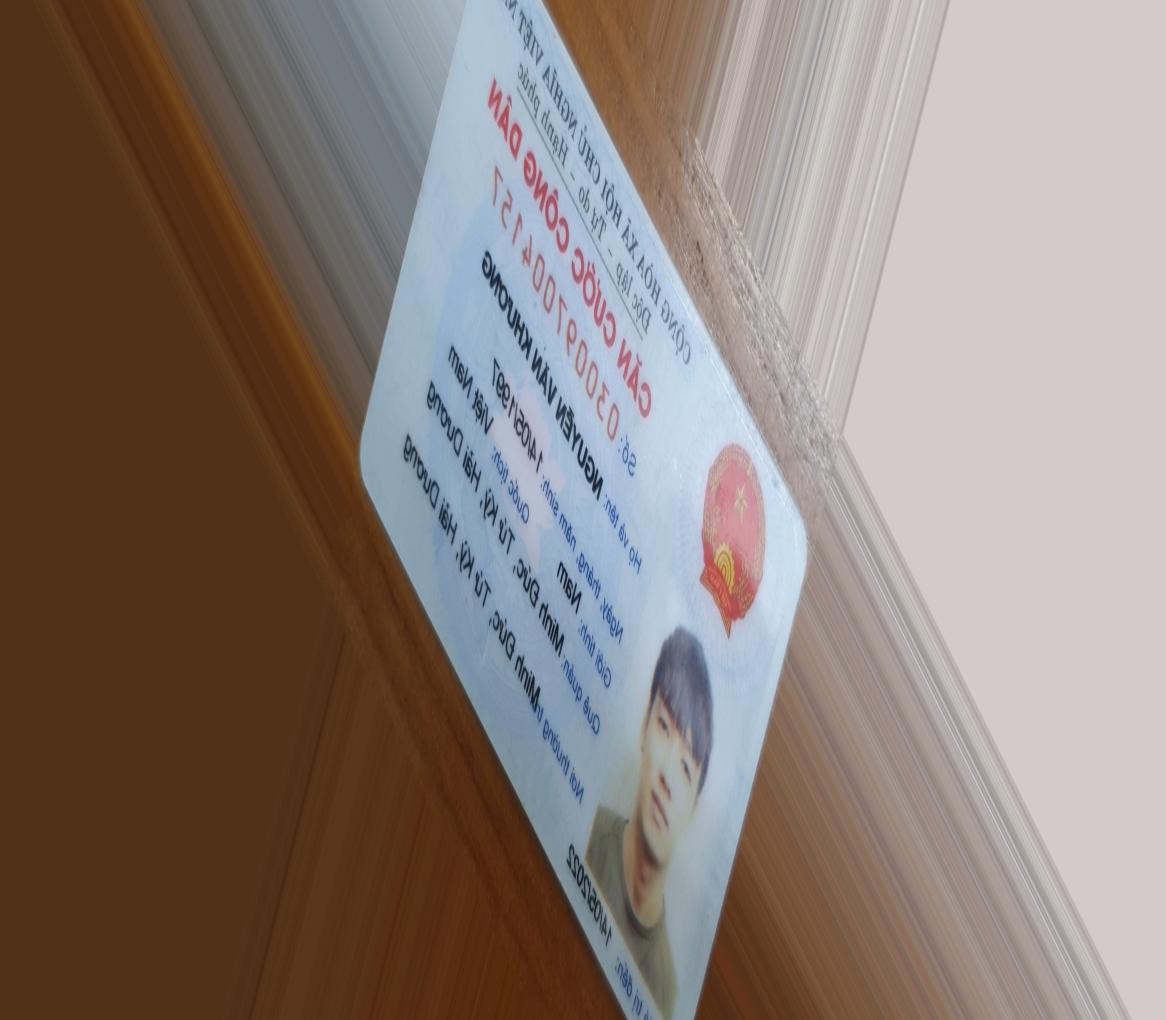 CỘNG HÒA XÃ HỘI CHỦ NGHĨA VIỆT
Độc lập - Tự do - Hạnh phúc
CĂN CƯỚC CÔNG DÂN
Số: 030097004157
Họ và tên: NGUYỄN VĂN KHƯƠNG
Ngày, tháng, năm sinh: 14/05/1997
Giới tính: Nam Quốc tịch: Việt Nam
Quê quán: Minh Đức, Tứ Kỳ, Hải Dương
Nơi thường Minh Đức, Tứ Kỳ, Hải Dương
trị đến: 14/05/2022